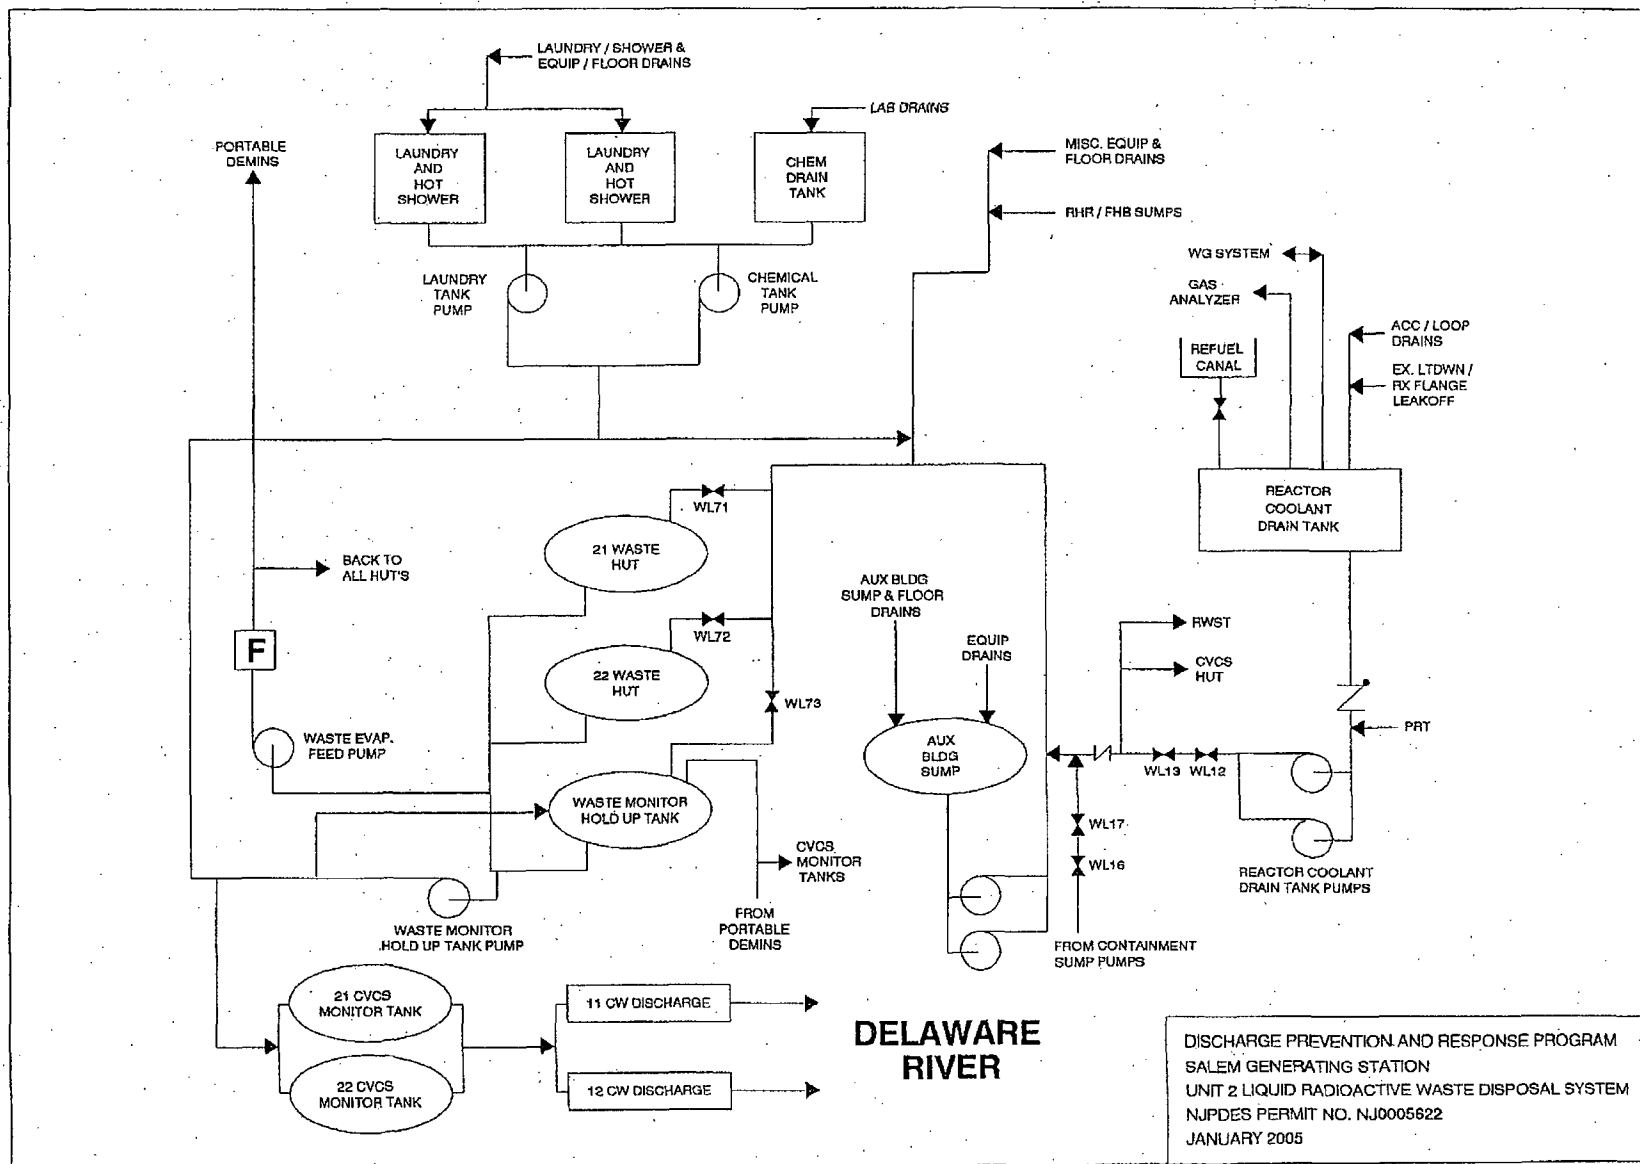 LAUNDRY / SHOWER &
EQUIP / FLOOR DRAINS
LAB DRAINS
PORTABLE
DEMINS
LAUNDRY
AND
HOT
SHOWER
LAUNDRY
AND
HOT
SHOWER
CHEM
DRAIN
TANK
MISC. EQUIP &
FLOOR DRAINS
RHR / FHB SUMPS
WG SYSTEM
GAS
ANALYZER
LAUNDRY
TANK
PUMP
CHEMICAL
TANK
PUMP
REFUEL
CANAL
ACC / LOOP
DRAINS
EX. LTDWN /
RX FLANGE
LEAKOFF
REACTOR
COOLANT
DRAIN TANK
WL71
21 WASTE
HUT
BACK TO
ALL HUT'S
AUX BLDG
SUMP & FLOOR
DRAINS
EQUIP
DRAINS
WL72
22 WASTE
HUT
WL73
F
RWST
CVCS
HUT
PRT
WASTE EVAP.
FEED PUMP
AUX
BLDG
SUMP
WL13
WL12
WASTE MONITOR
HOLD UP TANK
WL17
WL16
CVCS
MONITOR
TANKS
REACTOR COOLANT
DRAIN TANK PUMPS
WASTE MONITOR
HOLD UP TANK PUMP
FROM
PORTABLE
DEMINS
FROM CONTAINMENT
SUMP PUMPS
21 CVCS
MONITOR TANK
22 CVCS
MONITOR TANK
11 CW DISCHARGE
12 CW DISCHARGE
DELAWARE
RIVER
DISCHARGE PREVENTION AND RESPONSE PROGRAM
SALEM GENERATING STATION
UNIT 2 LIQUID RADIOACTIVE WASTE DISPOSAL SYSTEM
NJPDES PERMIT NO. NJ0005622
JANUARY 2005